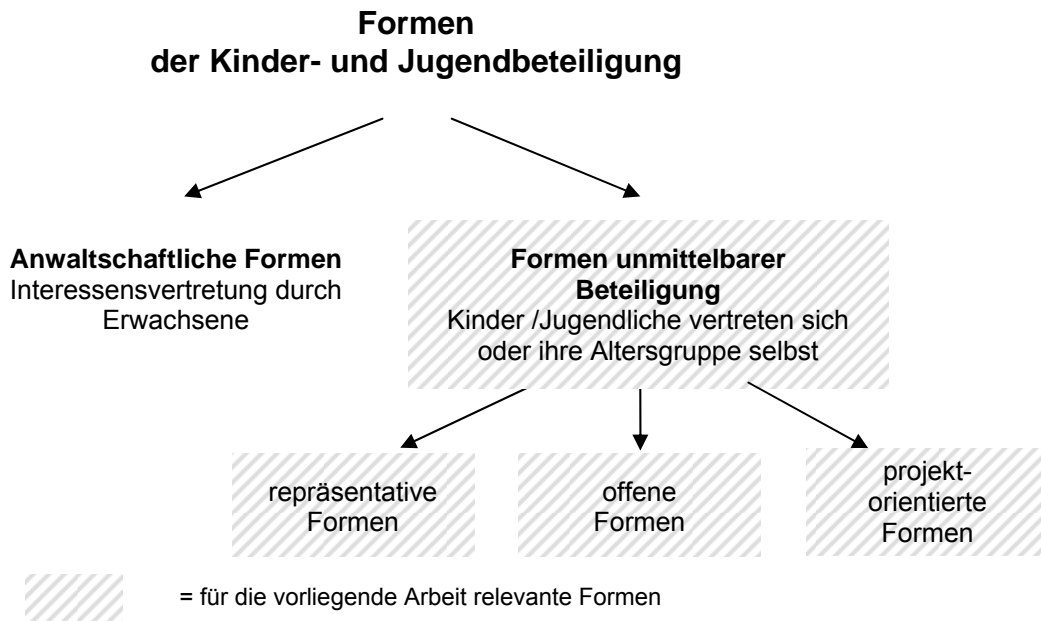 Formen
der Kinder- und Jugendbeteiligung
Anwaltschaftliche Formen
Interessensvertretung durch
Erwachsene
Formen unmittelbarer
Beteiligung
Kinder /Jugendliche vertreten sich
oder ihre Altersgruppe selbst
repräsentative
Formen
offene
Formen
projekt-
orientierte
Formen
= für die vorliegende Arbeit relevante Formen